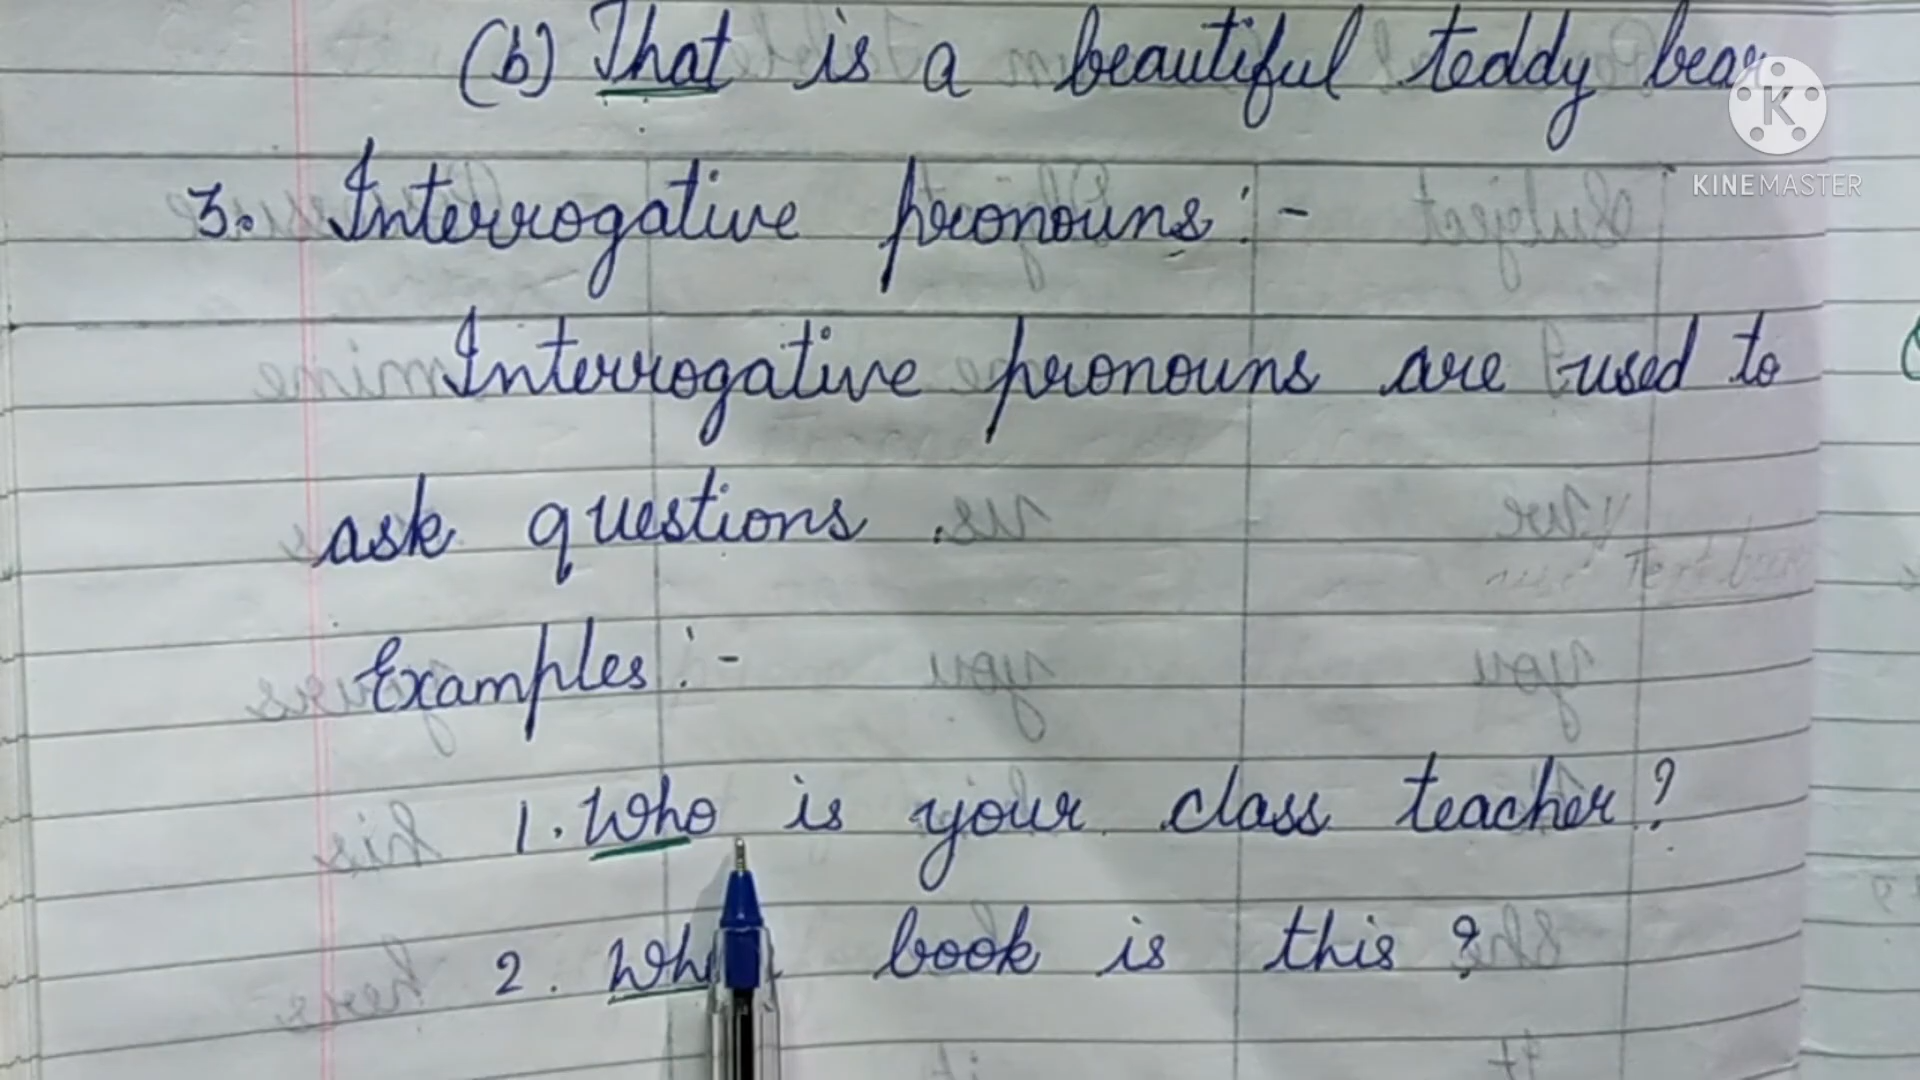 (b) That is a beautiful teddy bear
KINEMASTER
3. Interrogative pronouns:-
Interrogative pronouns are used to
ask questions.
Examples:-
1. Who is your class teacher?
2. book is this?